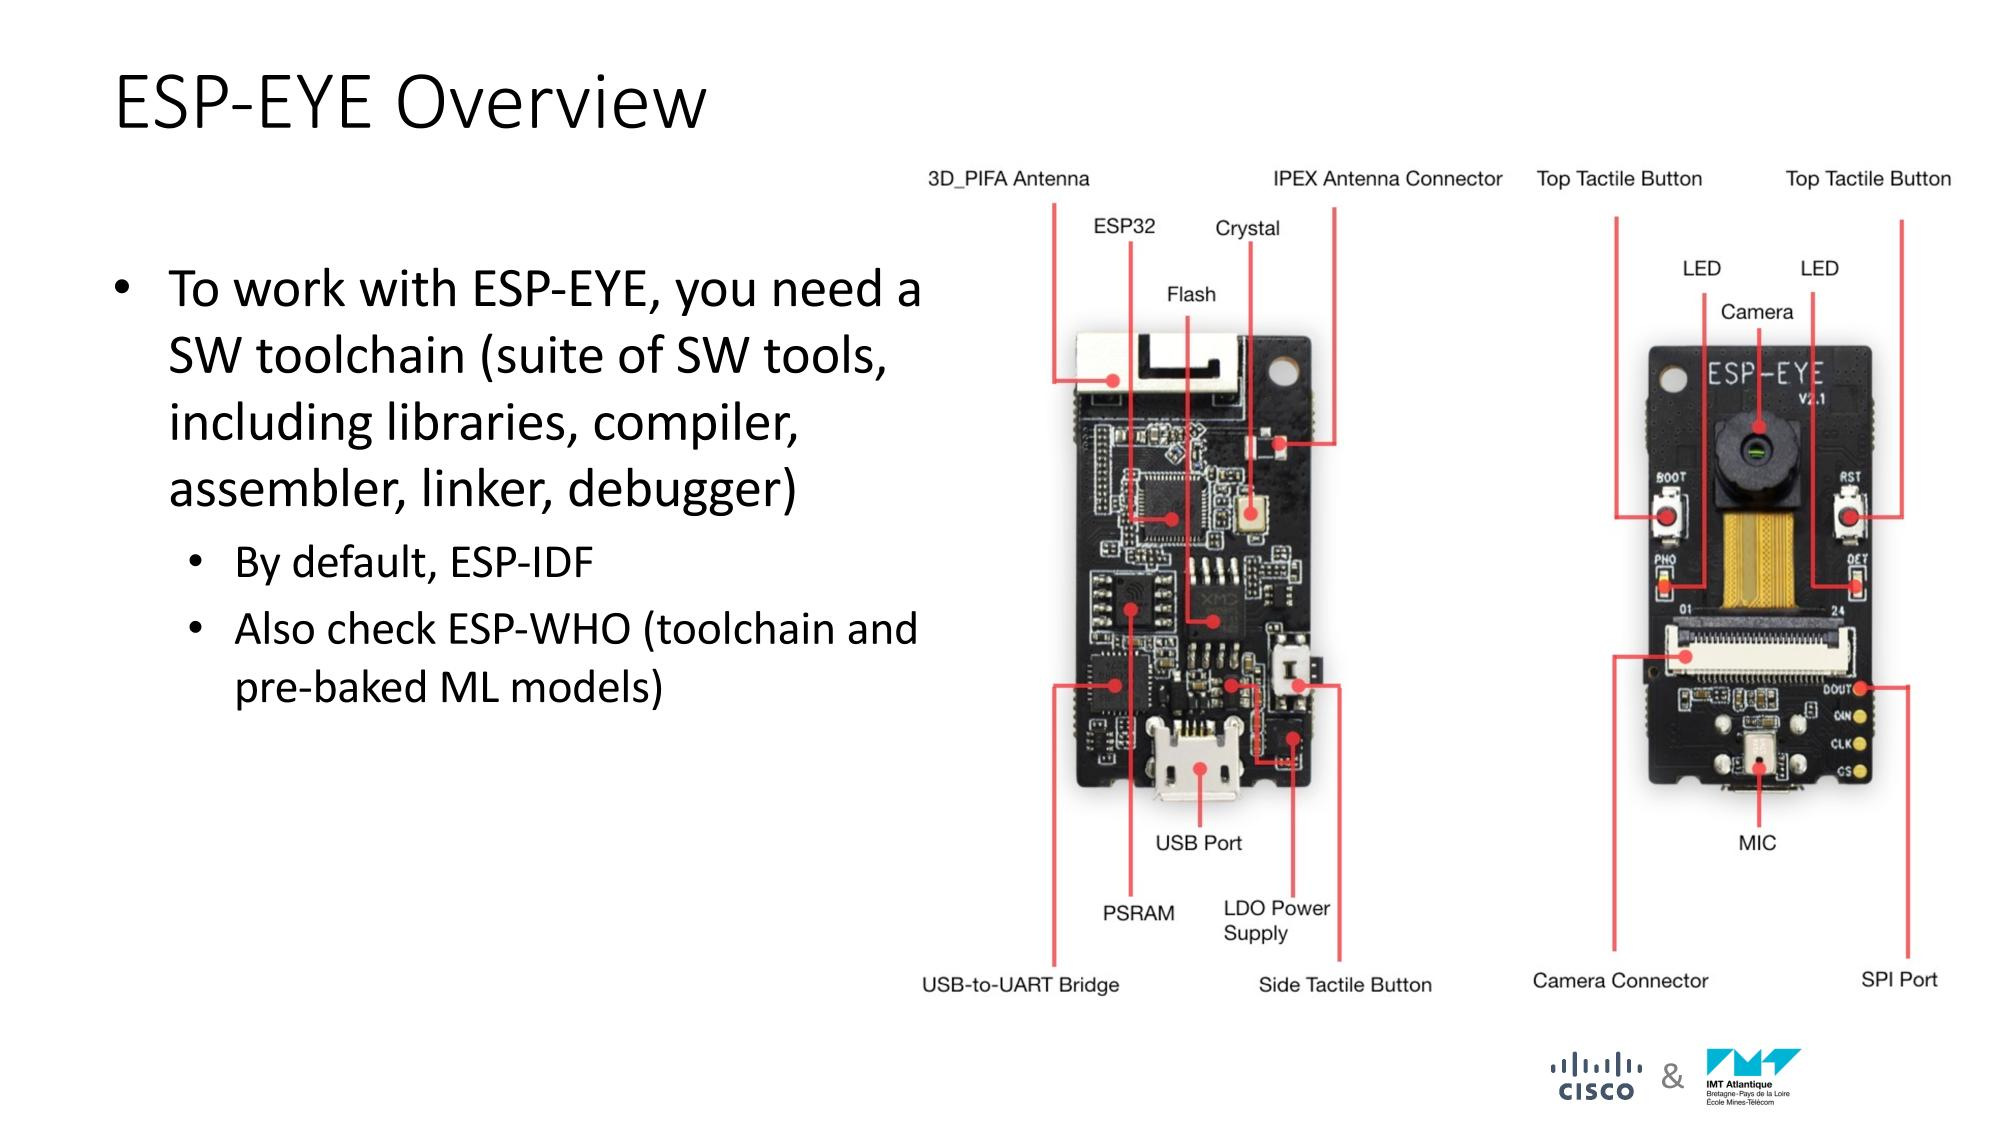 ESP-EYE Overview
• To work with ESP-EYE, you need a
SW toolchain (suite of SW tools,
including libraries, compiler,
assembler, linker, debugger)
• By default, ESP-IDF
• Also check ESP-WHO (toolchain and
pre-baked ML models)
3D_PIFA Antenna
IPEX Antenna Connector
ESP32
Crystal
Flash
USB Port
PSRAM
LDO Power
Supply
USB-to-UART Bridge
Side Tactile Button
Top Tactile Button
Top Tactile Button
LED
LED
Camera
ESP-EYE
V2.1
BOOT
RST
PHO
DET
01
24
DOUT
DIN
CLK
CS
XMC
MIC
Camera Connector
SPI Port
CISCO
&
IMT Atlantique
Bretagne-Pays de la Loire
École Mines-Télécom